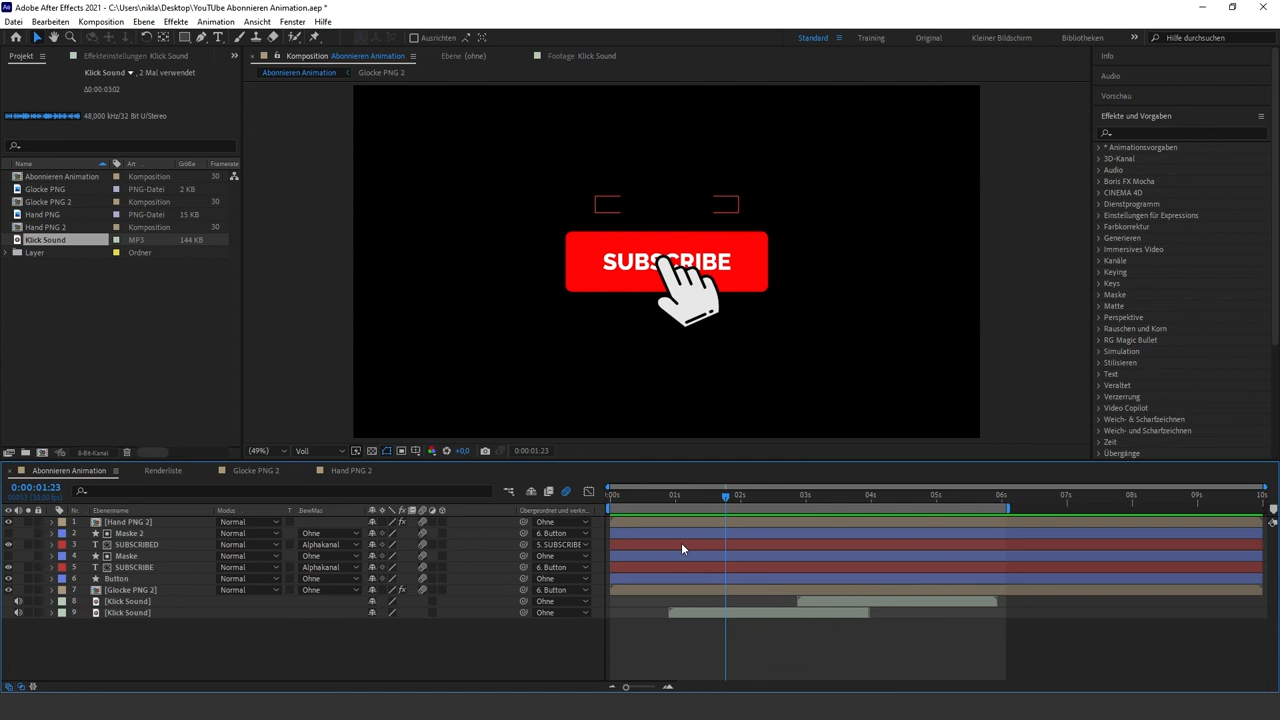 Adobe After Effects 2021 - C:\Users\nikla\Desktop\YouTUbe Abonnieren Animation.aep *
Datei Bearbeiten Komposition Ebene Effekte Animation Ansicht Fenster Hilfe
Ausrichten Standard Training Original Kleiner Bildschirm Bibliotheken Hilfe durchsuchen
Projekt Effekteinstellungen Klick Sound Komposition Abonnieren Animation Ebene (ohne) Footage Klick Sound Info
Klick Sound, 2 Mal verwendet Abonnieren Animation Glocke PNG 2 Audio
Δ0:00:03:02
Vorschau
48,000 kHz/32 Bit U/Stereo Effekte und Vorgaben
Name Art Größe Framerate
Abonnieren Animation Komposition 30
Glocke PNG PNG-Datei 2 KB
Glocke PNG 2 Komposition 30
Hand PNG PNG-Datei 15 KB
Hand PNG 2 Komposition 30
Klick Sound MP3 144 KB
Layer Ordner
SUBSCRIBE
* Animationsvorgaben
3D-Kanal
Audio
Boris FX Mocha
CINEMA 4D
Dienstprogramm
Einstellungen für Expressions
Farbkorrektur
Generieren
Immersives Video
Kanäle
Keying
Keys
Maske
Matte
Perspektive
Rauschen und Korn
RG Magic Bullet
Simulation
Stilisieren
Text
Veraltet
Verzerrung
Video Copilot
Weich- & Scharfzeichner
Weich- und Scharfzeichnen
Zeit
Übergänge
8-Bit-Kanal (49%) Voll +0,0 0:00:01:23
Abonnieren Animation Renderliste Glocke PNG 2 Hand PNG 2
0:00:01:23
:00s 01s 02s 03s 04s 05s 06s 07s 08s 09s 10s
Nr. Ebenenname Modus T BewMas Übergeordnet und verkn..
1 [Hand PNG 2] Normal Ohne
2 Maske 2 Normal Ohne 6. Button
3 SUBSCRIBED Normal Alphakanal 5. SUBSCRIBE
4 Maske Normal Ohne Ohne
5 SUBSCRIBE Normal Alphakanal 6. Button
6 Button Normal Ohne Ohne
7 [Glocke PNG 2] Normal Ohne 6. Button
8 [Klick Sound] Ohne
9 [Klick Sound] Ohne